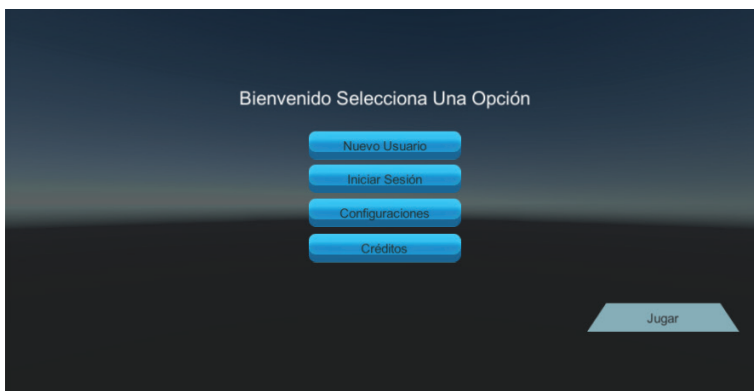 Bienvenido Selecciona Una Opción
Nuevo Usuario
Iniciar Sesión
Configuraciones
Créditos
Jugar